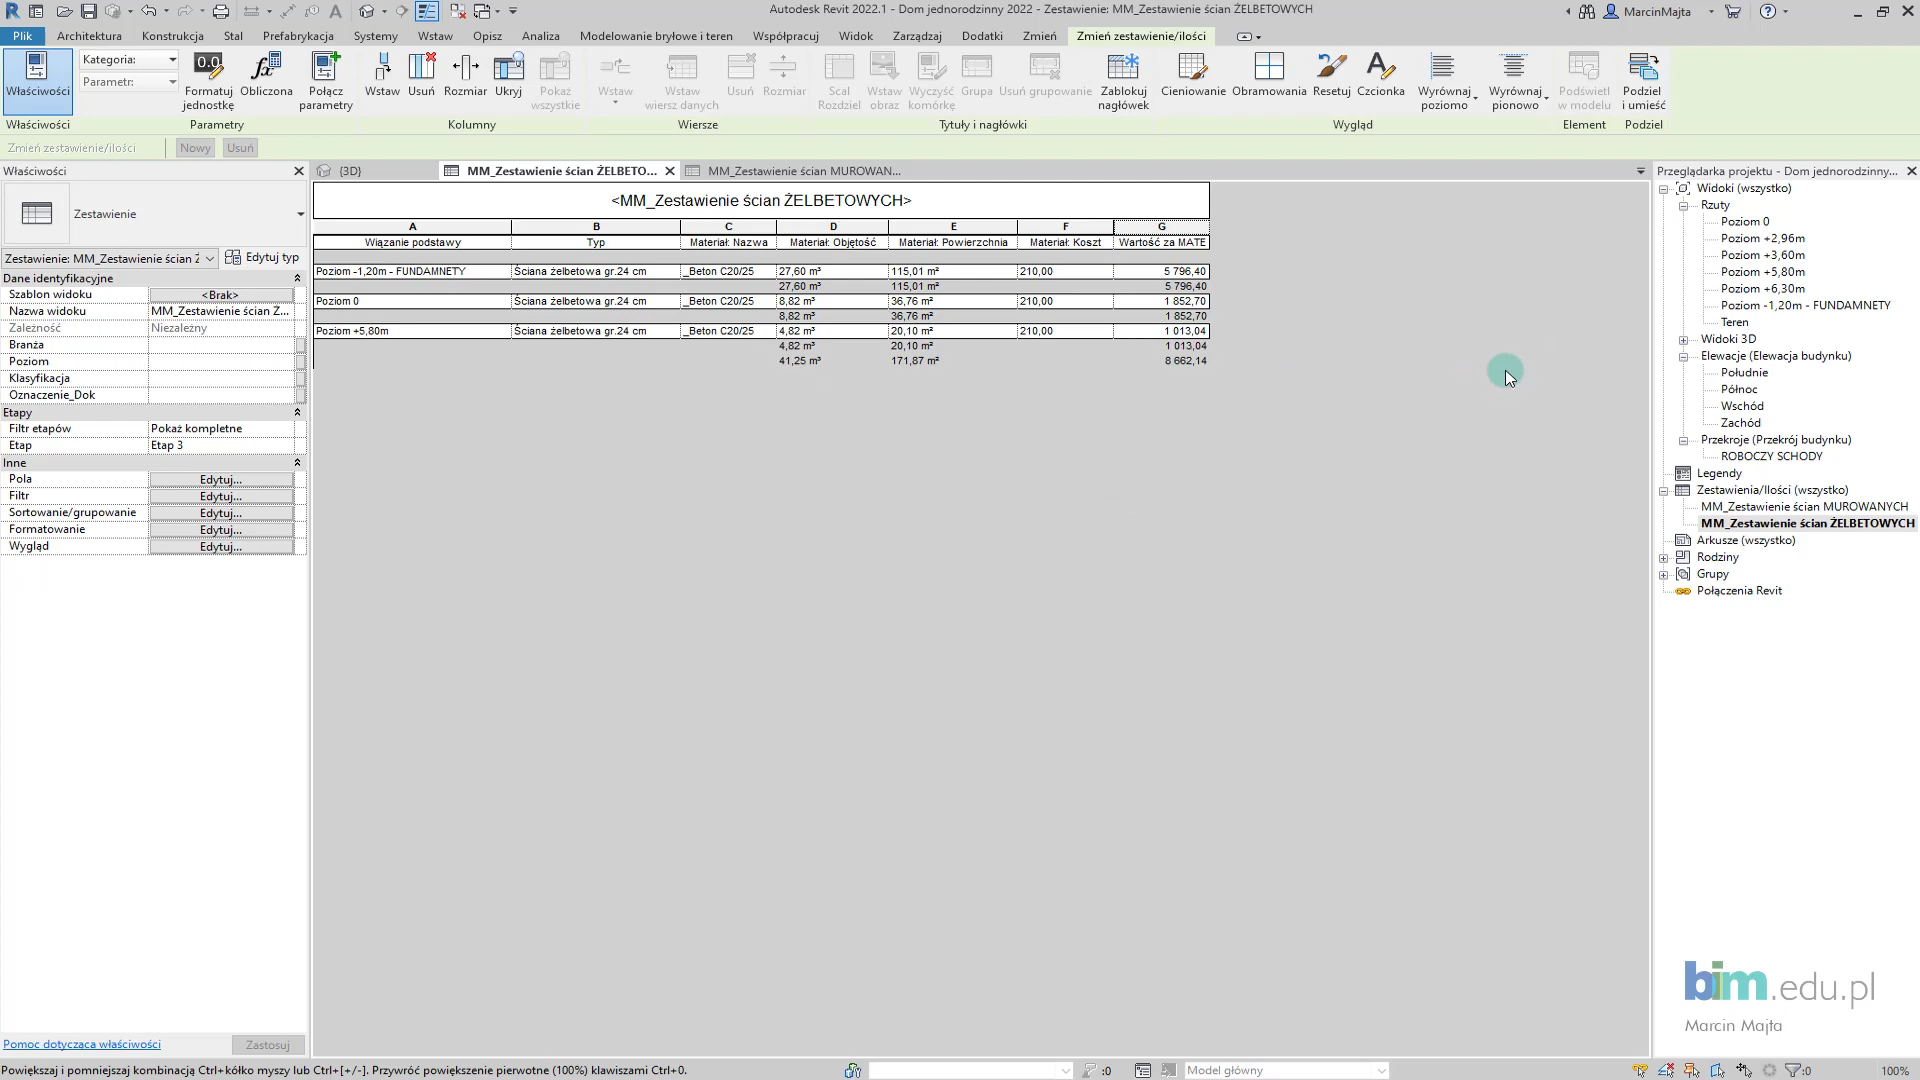 Autodesk Revit 2022.1 - Dom jednorodzinny 2022 - Zestawienie: MM_Zestawienie ścian ŻELBETOWYCH
MarcinMajta
Plik Architektura Konstrukcja Stal Prefabrykacja Systemy Wstaw Opisz Analiza Modelowanie bryłowe i teren Współpracuj Widok Zarządzaj Dodatki Zmień Zmień zestawienie/ilości
Właściwości
Kategoria:
Parametr:
Formatuj jednostkę
Obliczona
Połącz parametry
Wstaw
Usuń
Rozmiar
Ukryj
Pokaż wszystkie
Wstaw
Wstaw wiersz danych
Usuń
Rozmiar
Scal Rozdziel
Wstaw obraz
Wyczyść komórkę
Grupa
Usuń grupowanie
Zablokuj nagłówek
Cieniowanie
Obramowania
Resetuj
Czcionka
Wyrównaj poziomo
Wyrównaj pionowo
Podświetl w modelu
Podziel i umieść
Właściwości Parametry Kolumny Wiersze Tytuły i nagłówki Wygląd Element Podziel
Zmień zestawienie/ilości Nowy Usuń
Właściwości
Zestawienie
Zestawienie: MM_Zestawienie ścian Ż Edytuj typ
Dane identyfikacyjne
Szablon widoku <Brak>
Nazwa widoku MM_Zestawienie ścian Ż...
Zależność Niezależny
Branża
Poziom
Klasyfikacja
Oznaczenie_Dok
Etapy
Filtr etapów Pokaż kompletne
Etap Etap 3
Inne
Pola Edytuj...
Filtr Edytuj...
Sortowanie/grupowanie Edytuj...
Formatowanie Edytuj...
Wygląd Edytuj...
Pomoc dotycząca właściwości Zastosuj
{3D} MM_Zestawienie ścian ŻELBETO... MM_Zestawienie ścian MUROWAN...
<MM_Zestawienie ścian ŻELBETOWYCH>
A B C D E F G
Wiązanie podstawy Typ Materiał: Nazwa Materiał: Objętość Materiał: Powierzchnia Materiał: Koszt Wartość za MATE
Poziom -1,20m - FUNDAMNETY Ściana żelbetowa gr.24 cm _Beton C20/25 27,60 m³ 115,01 m² 210,00 5 796,40
27,60 m³ 115,01 m² 5 796,40
Poziom 0 Ściana żelbetowa gr.24 cm _Beton C20/25 8,82 m³ 36,76 m² 210,00 1 852,70
8,82 m³ 36,76 m² 1 852,70
Poziom +5,80m Ściana żelbetowa gr.24 cm _Beton C20/25 4,82 m³ 20,10 m² 210,00 1 013,04
4,82 m³ 20,10 m² 1 013,04
41,25 m³ 171,87 m² 8 662,14
Przeglądarka projektu - Dom jednorodzinny...
Widoki (wszystko)
Rzuty
Poziom 0
Poziom +2,96m
Poziom +3,60m
Poziom +5,80m
Poziom +6,30m
Poziom -1,20m - FUNDAMNETY
Teren
Widoki 3D
Elewacje (Elewacja budynku)
Południe
Północ
Wschód
Zachód
Przekroje (Przekrój budynku)
ROBOCZY SCHODY
Legendy
Zestawienia/Ilości (wszystko)
MM_Zestawienie ścian MUROWANYCH
MM_Zestawienie ścian ŻELBETOWYCH
Arkusze (wszystko)
Rodziny
Grupy
Połączenia Revit
bim.edu.pl
Marcin Majta
Powiększaj i pomniejszaj kombinacją Ctrl+kółko myszy lub Ctrl+[+/-]. Przywróć powiększenie pierwotne (100%) klawiszami Ctrl+0.
:0
Model główny
:0
100%